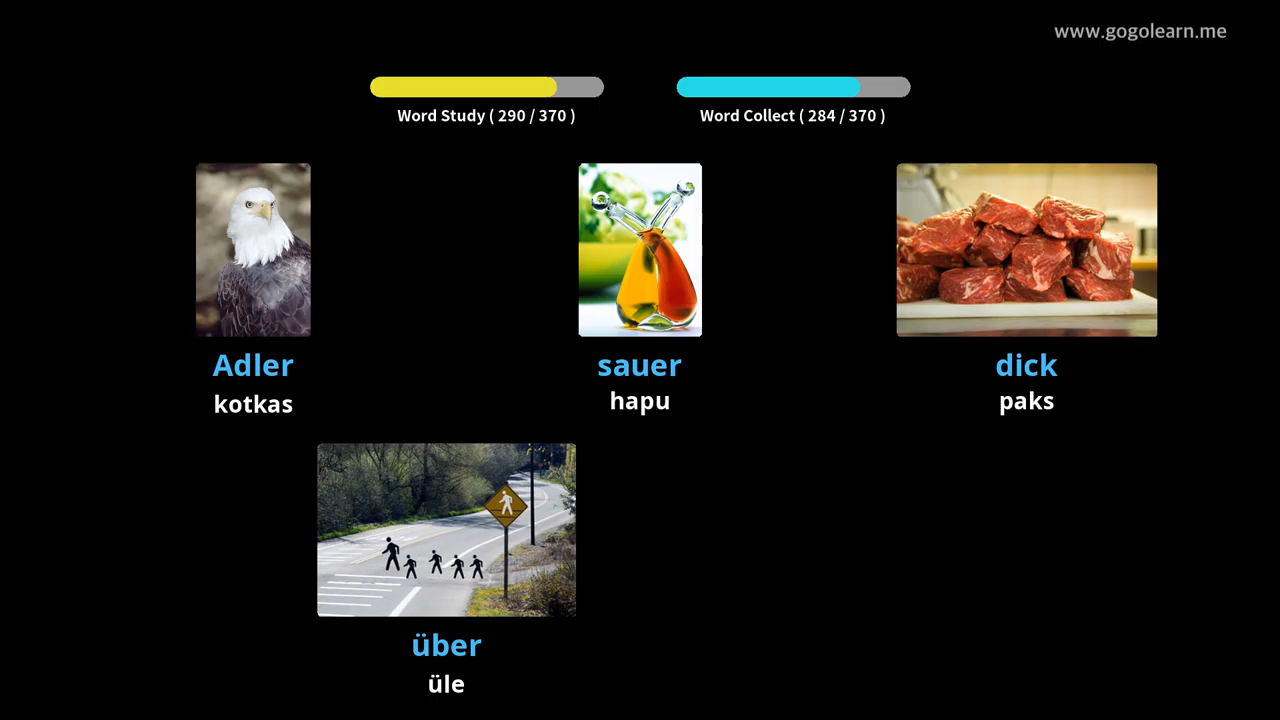 www.gogolearn.me
Word Study ( 290 / 370 )
Word Collect ( 284 / 370 )
Adler
kotkas
sauer
hapu
dick
paks
über
üle